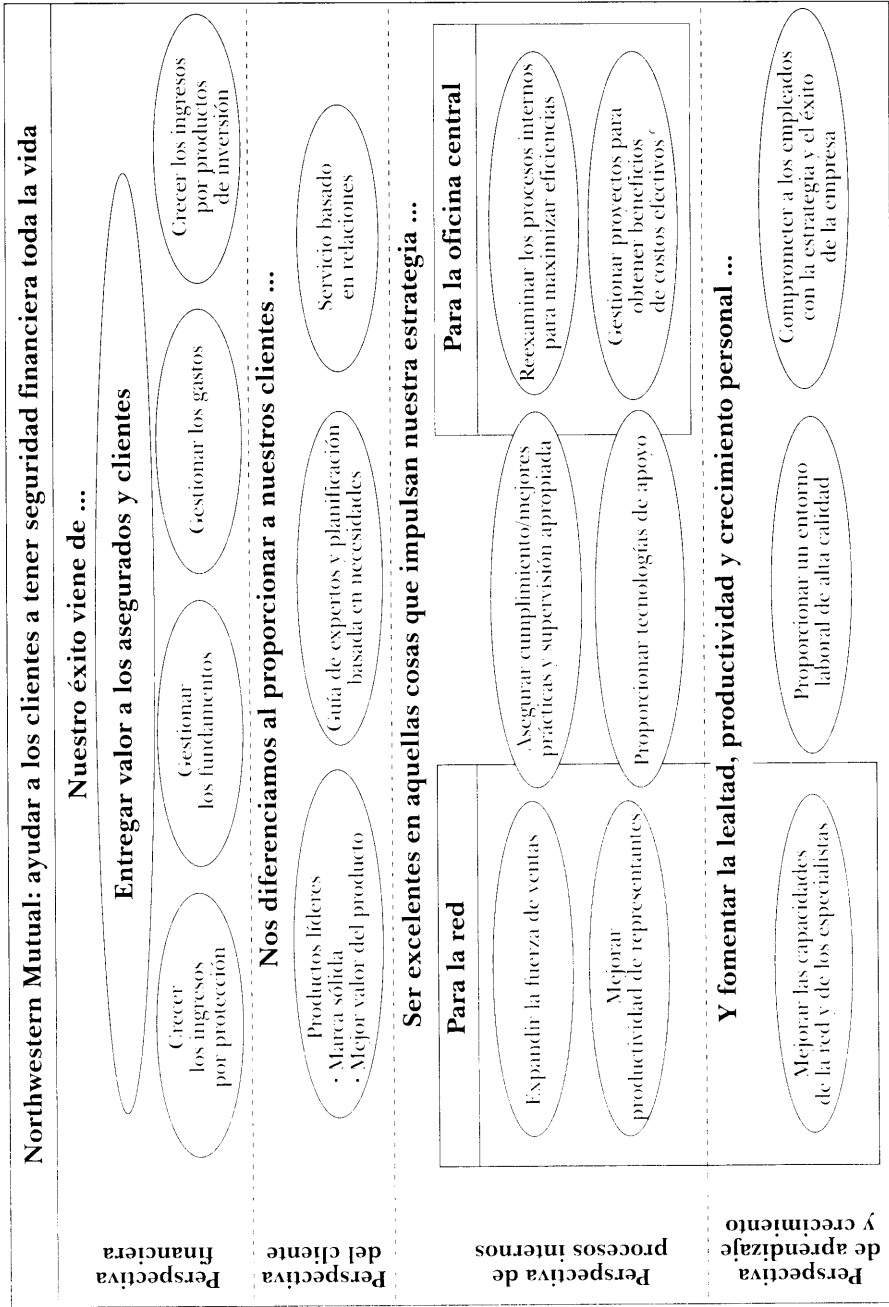 Northwestern Mutual: ayudar a los clientes a tener seguridad financiera toda la vida
Perspectiva
financiera
Nuestro éxito viene de ...
Entregar valor a los asegurados y clientes
Crecer
los ingresos
por protección
Gestionar
los fundamentos
Gestionar los gastos
Crecer los ingresos
por productos
de inversión
Perspectiva
del cliente
Nos diferenciamos al proporcionar a nuestros clientes ...
Productos líderes
· Marca sólida
· Mejor valor del producto
Guía de expertos y planificación
basada en necesidades
Servicio basado
en relaciones
Perspectiva de
procesos internos
Ser excelentes en aquellas cosas que impulsan nuestra estrategia ...
Para la red
Para la oficina central
Expandir la fuerza de ventas
Asegurar cumplimiento/mejores
prácticas y supervisión apropiada
Reexaminar los procesos internos
para maximizar eficiencias
Mejorar
productividad de representantes
Proporcionar tecnologías de apoyo
Gestionar proyectos para
obtener beneficios
de costos efectivos
Perspectiva
de aprendizaje
y crecimiento
Y fomentar la lealtad, productividad y crecimiento personal ...
Mejorar las capacidades
de la red y de los especialistas
Proporcionar un entorno
laboral de alta calidad
Comprometer a los empleados
con la estrategia y el éxito
de la empresa